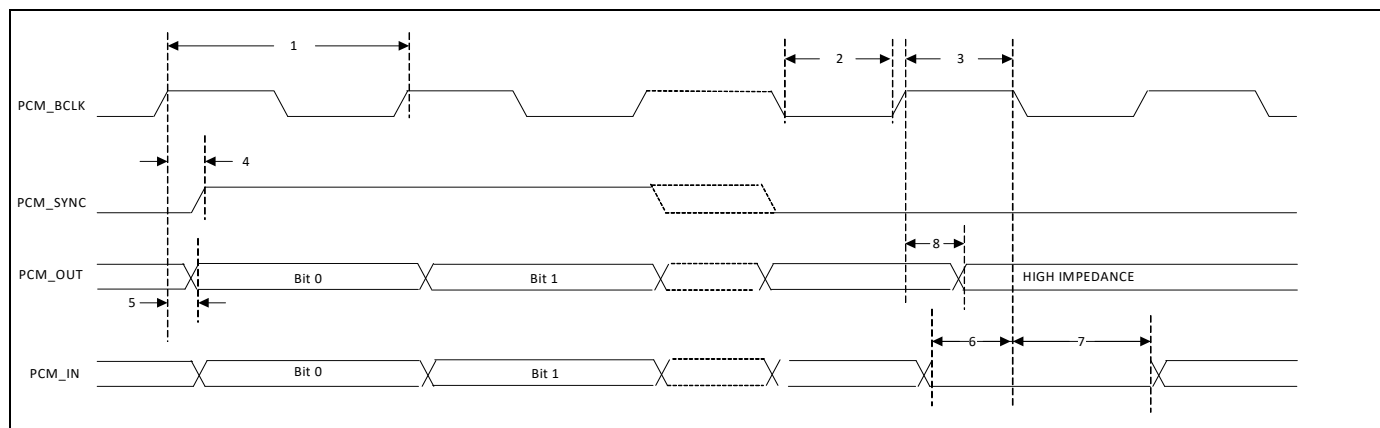 1
2
3
PCM_BCLK
4
PCM_SYNC
8
PCM_OUT
Bit 0
Bit 1
HIGH IMPEDANCE
5
6
7
PCM_IN
Bit 0
Bit 1